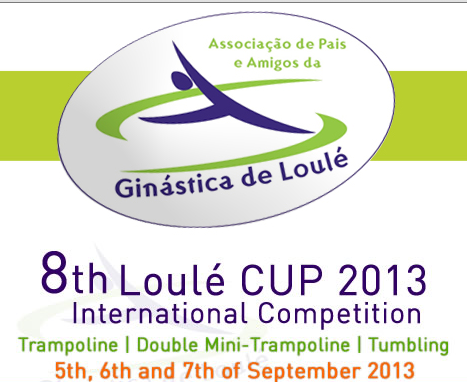 Associação de Pais
e Amigos da
Ginástica de Loulé
8th Loulé CUP 2013
International Competition
Trampoline | Double Mini-Trampoline | Tumbling
5th, 6th and 7th of September 2013